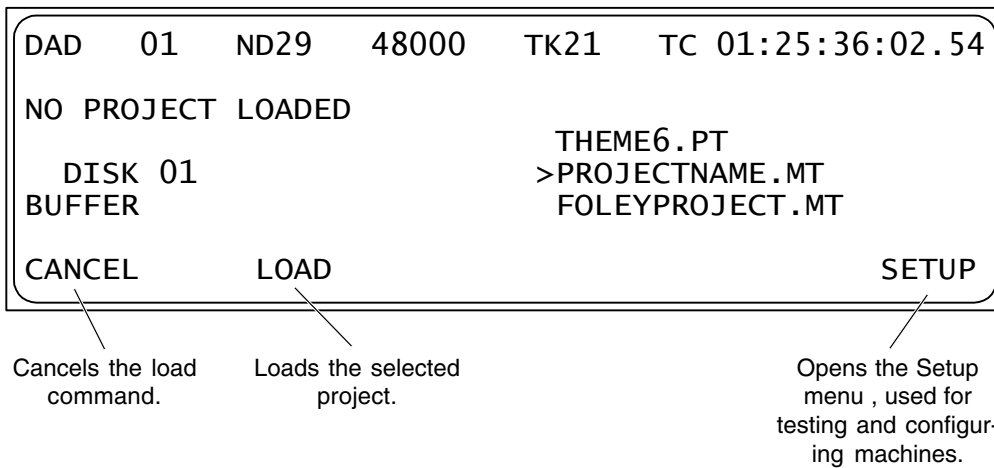 DAD 01 ND29 48000 TK21 TC 01:25:36:02.54
NO PROJECT LOADED
THEME6.PT
DISK 01 >PROJECTNAME.MT
BUFFER FOLEYPROJECT.MT
CANCEL LOAD SETUP
Cancels the load
command.
Loads the selected
project.
Opens the Setup
menu , used for
testing and configur-
ing machines.